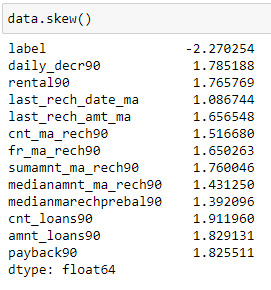 data.skew()
label -2.270254
daily_decr90 1.785188
rental90 1.765769
last_rech_date_ma 1.086744
last_rech_amt_ma 1.656548
cnt_ma_rech90 1.516680
fr_ma_rech90 1.650263
sumamnt_ma_rech90 1.760046
medianamnt_ma_rech90 1.431250
medianmarechprebal90 1.392096
cnt_loans90 1.911960
amnt_loans90 1.829131
payback90 1.825511
dtype: float64